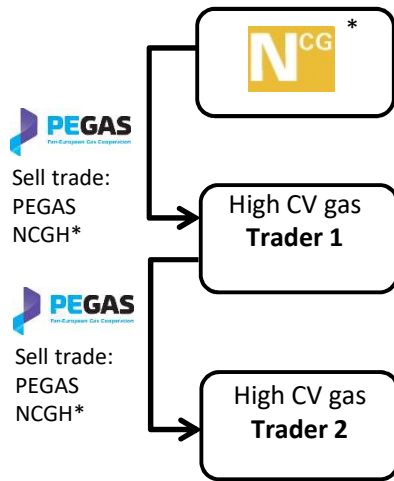 NCG
*
PEGAS
Pan-European Gas Cooperation
Sell trade:
PEGAS
NCGH*
High CV gas
Trader 1
PEGAS
Pan-European Gas Cooperation
Sell trade:
PEGAS
NCGH*
High CV gas
Trader 2